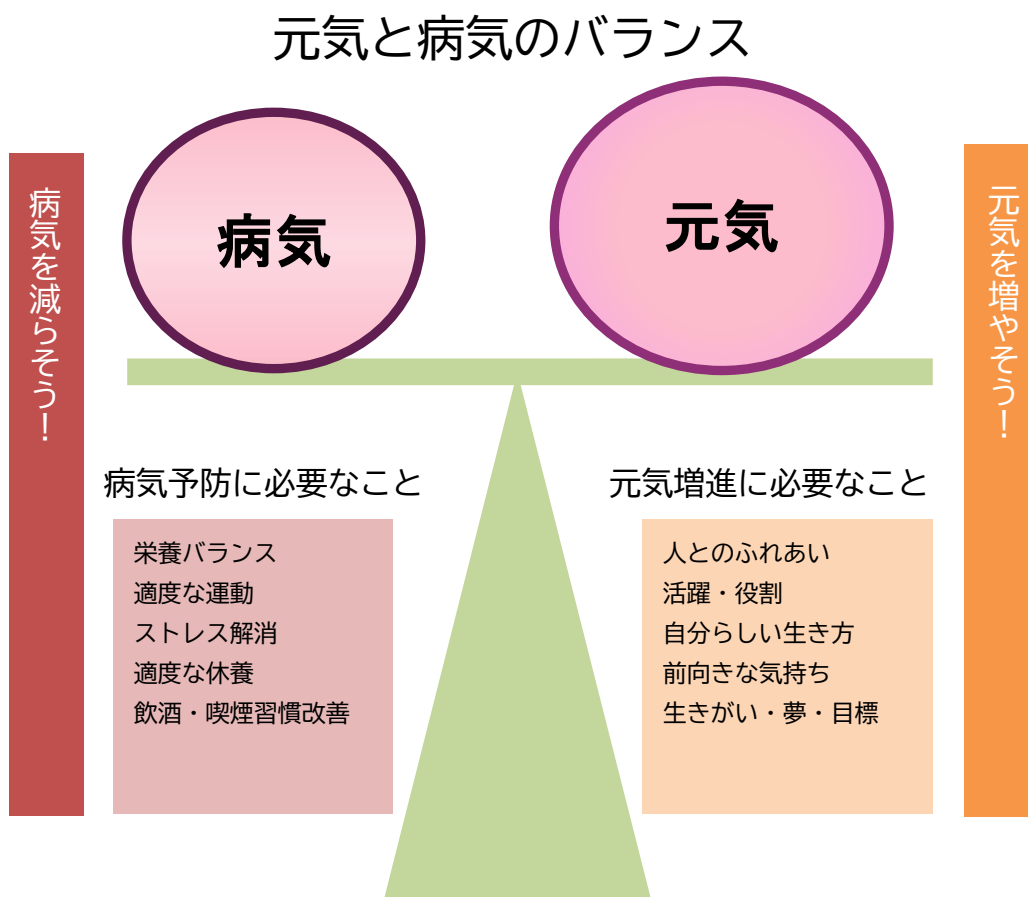 元気と病気のバランス
病気を減らそう！
病気
元気
元気を増やそう！
病気予防に必要なこと
栄養バランス
適度な運動
ストレス解消
適度な休養
飲酒・喫煙習慣改善
元気増進に必要なこと
人とのふれあい
活躍・役割
自分らしい生き方
前向きな気持ち
生きがい・夢・目標